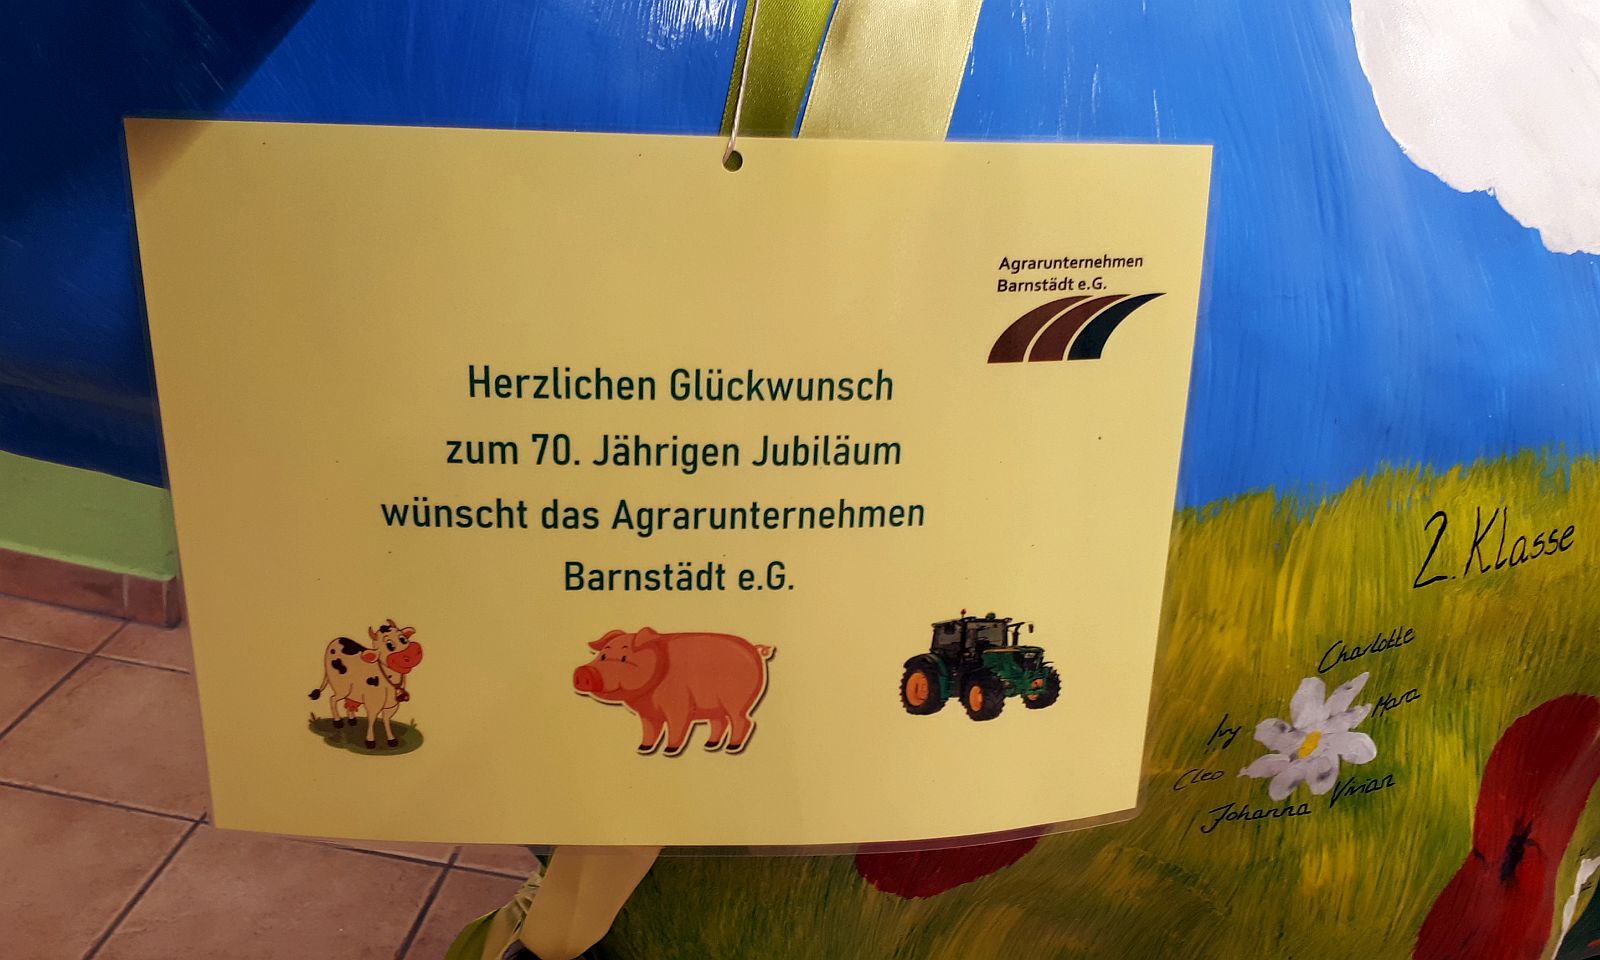 Agrarunternehmen
Barnstädt e.G.
Herzlichen Glückwunsch
zum 70. Jährigen Jubiläum
wünscht das Agrarunternehmen
Barnstädt e.G.
2. Klasse
Charlotte
Mara
Ivy
Cleo
Vivian
Johanna